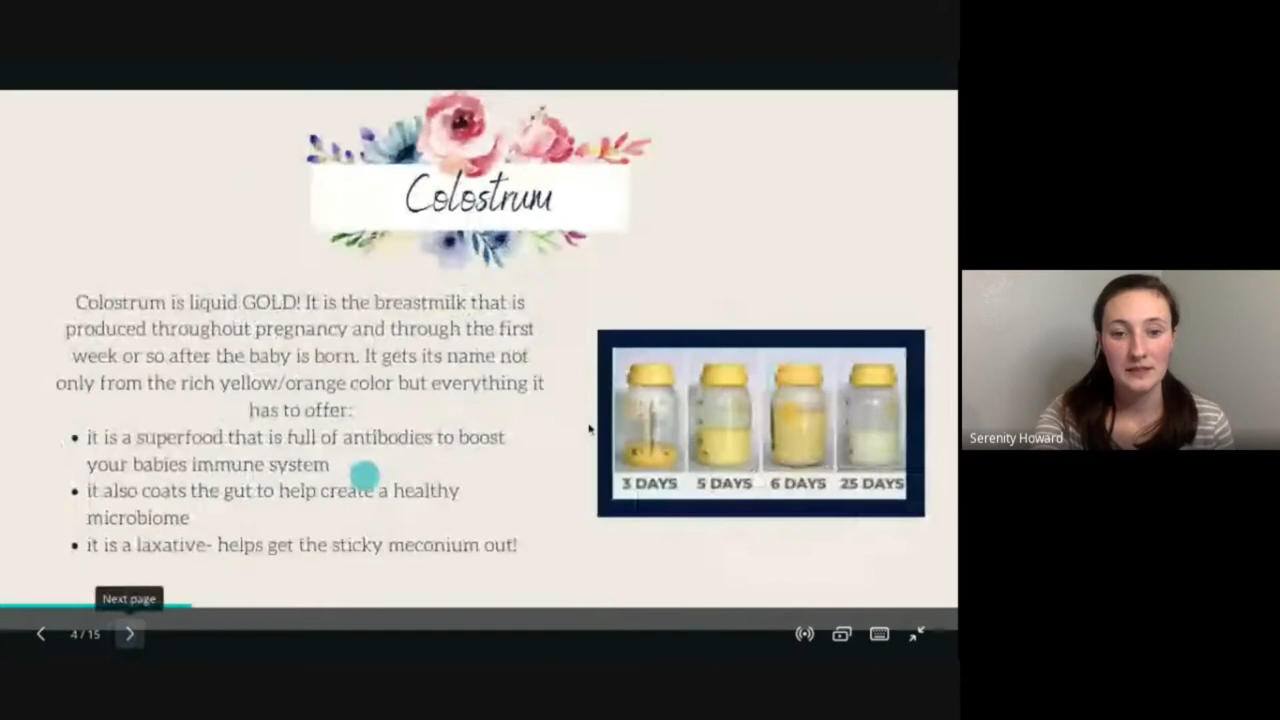 Colostrum
Colostrum is liquid GOLD! It is the breastmilk that is
produced throughout pregnancy and through the first
week or so after the baby is born. It gets its name not
only from the rich yellow/orange color but everything it
has to offer:
• it is a superfood that is full of antibodies to boost
your babies immune system
• it also coats the gut to help create a healthy
microbiome
• it is a laxative- helps get the sticky meconium out!
3 DAYS 5 DAYS 6 DAYS 25 DAYS
Serenity Howard
Next page
4 / 15